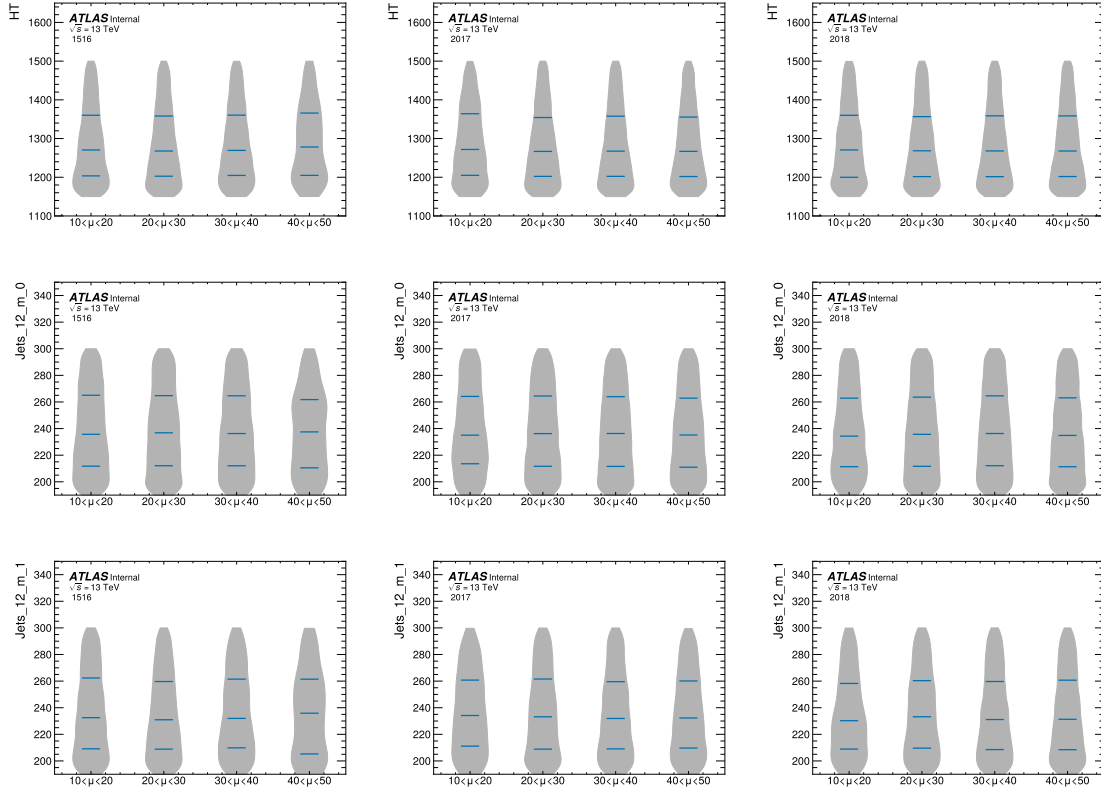 HT
1600
1500
1400
1300
1200
1100
ATLAS Internal
√s = 13 TeV
1516
10<μ<20 20<μ<30 30<μ<40 40<μ<50
HT
1600
1500
1400
1300
1200
1100
ATLAS Internal
√s = 13 TeV
2017
10<μ<20 20<μ<30 30<μ<40 40<μ<50
HT
1600
1500
1400
1300
1200
1100
ATLAS Internal
√s = 13 TeV
2018
10<μ<20 20<μ<30 30<μ<40 40<μ<50
Jets_12_m_0
340
320
300
280
260
240
220
200
ATLAS Internal
√s = 13 TeV
1516
10<μ<20 20<μ<30 30<μ<40 40<μ<50
Jets_12_m_0
340
320
300
280
260
240
220
200
ATLAS Internal
√s = 13 TeV
2017
10<μ<20 20<μ<30 30<μ<40 40<μ<50
Jets_12_m_0
340
320
300
280
260
240
220
200
ATLAS Internal
√s = 13 TeV
2018
10<μ<20 20<μ<30 30<μ<40 40<μ<50
Jets_12_m_1
340
320
300
280
260
240
220
200
ATLAS Internal
√s = 13 TeV
1516
10<μ<20 20<μ<30 30<μ<40 40<μ<50
Jets_12_m_1
340
320
300
280
260
240
220
200
ATLAS Internal
√s = 13 TeV
2017
10<μ<20 20<μ<30 30<μ<40 40<μ<50
Jets_12_m_1
340
320
300
280
260
240
220
200
ATLAS Internal
√s = 13 TeV
2018
10<μ<20 20<μ<30 30<μ<40 40<μ<50